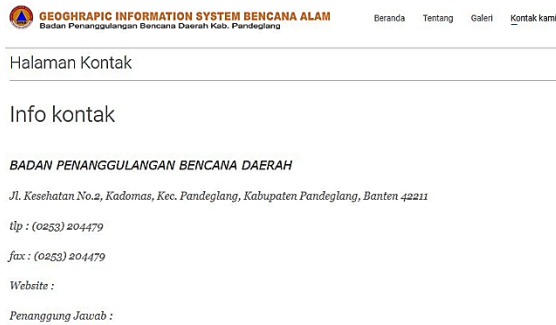 GEOGHRAPIC INFORMATION SYSTEM BENCANA ALAM
Badan Penanggulangan Bencana Daerah Kab. Pandeglang
Beranda Tentang Galeri Kontak kami
Halaman Kontak
Info kontak
BADAN PENANGGULANGAN BENCANA DAERAH
Jl. Kesehatan No.2, Kadomas, Kec. Pandeglang, Kabupaten Pandeglang, Banten 42211
tlp : (0253) 204479
fax : (0253) 204479
Website :
Penanggung Jawab :